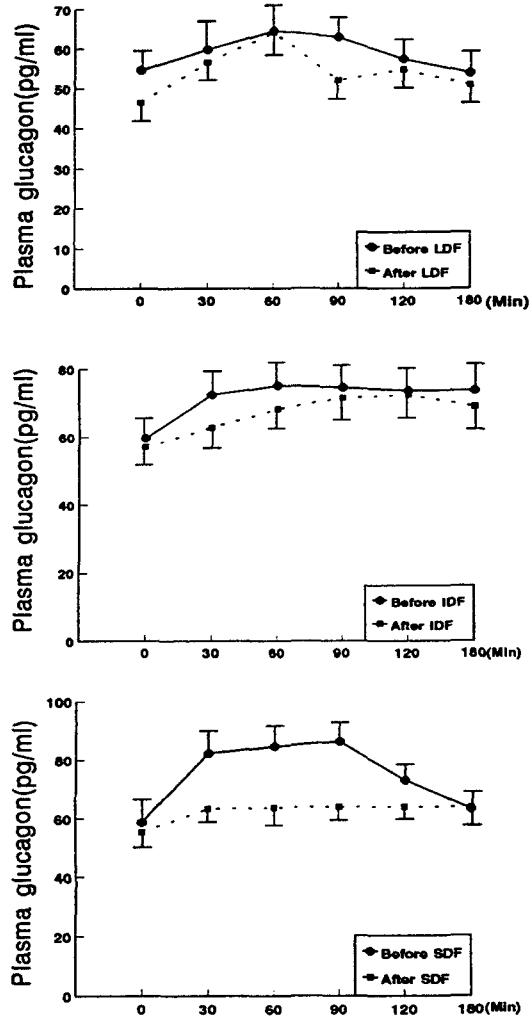 Plasma glucagon(pg/ml)
70
60
50
40
30
20
10
0
0 30 60 90 120 180 (Min)
Before LDF
After LDF
Plasma glucagon(pg/ml)
80
60
40
20
0
0 30 60 90 120 180(Min)
Before IDF
After IDF
Plasma glucagon(pg/ml)
100
80
60
40
20
0
0 30 60 90 120 180(Min)
Before SDF
After SDF